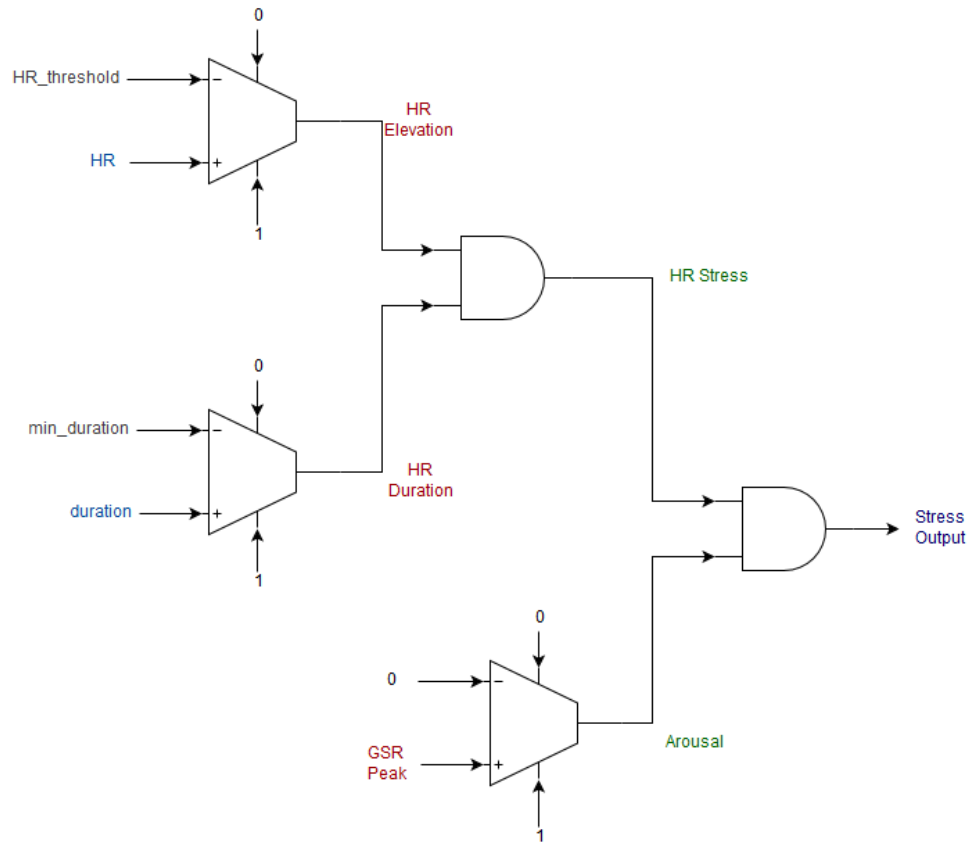 0
HR_threshold
−
HR
Elevation
HR
+
1
HR Stress
0
min_duration
−
HR
Duration
duration
+
Stress
Output
1
0
0
−
Arousal
GSR
Peak
+
1